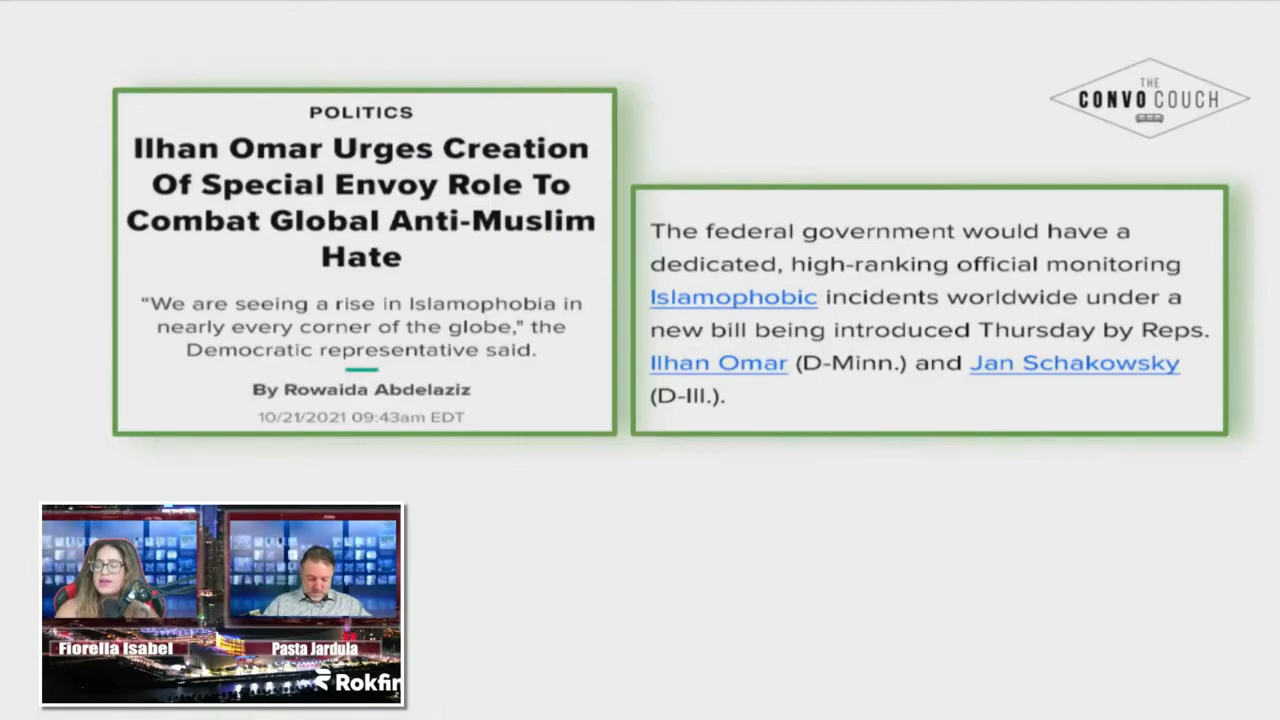 THE
CONVO COUCH
POLITICS
Ilhan Omar Urges Creation
Of Special Envoy Role To
Combat Global Anti-Muslim
Hate
“We are seeing a rise in Islamophobia in
nearly every corner of the globe,” the
Democratic representative said.
By Rowaida Abdelaziz
10/21/2021 09:43am EDT
The federal government would have a
dedicated, high-ranking official monitoring
Islamophobic incidents worldwide under a
new bill being introduced Thursday by Reps.
Ilhan Omar (D-Minn.) and Jan Schakowsky
(D-Ill.).
Fiorella Isabel
Pasta Jardula
Rokfin